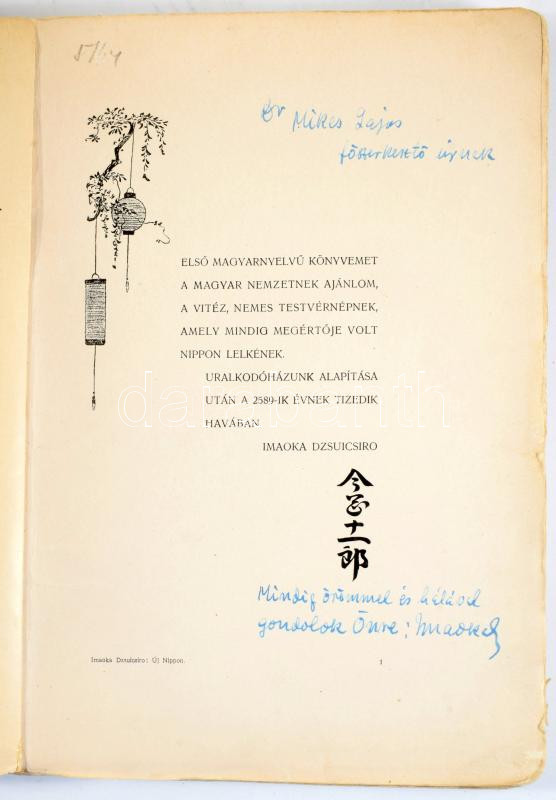 5/64
Dr Mikes Lajos
főszerkesztő úrnak
ELSŐ MAGYARNYELVŰ KÖNYVEMET
A MAGYAR NEMZETNEK AJÁNLOM,
A VITÉZ, NEMES TESTVÉRNÉPNEK,
AMELY MINDIG MEGÉRTŐJE VOLT
NIPPON LELKÉNEK.
URALKODÓHÁZUNK ALAPÍTÁSA
UTÁN A 2589-IK ÉVNEK TIZEDIK
HAVÁBAN
IMAOKA DZSUICSIRO
今岡十一郎
Mindig örömmel és hálával
gondolok Önre: Imaoka
Imaoka Dzsuicsiro: Új Nippon.
1